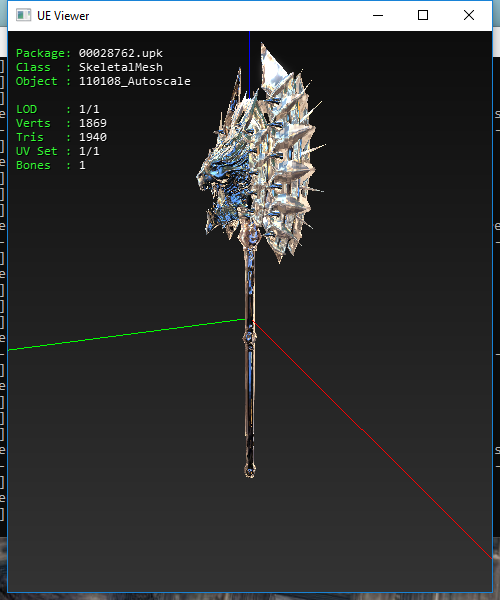 UE Viewer
Package: 00028762.upk
Class : SkeletalMesh
Object : 110108_Autoscale
LOD : 1/1
Verts : 1869
Tris : 1940
UV Set : 1/1
Bones : 1